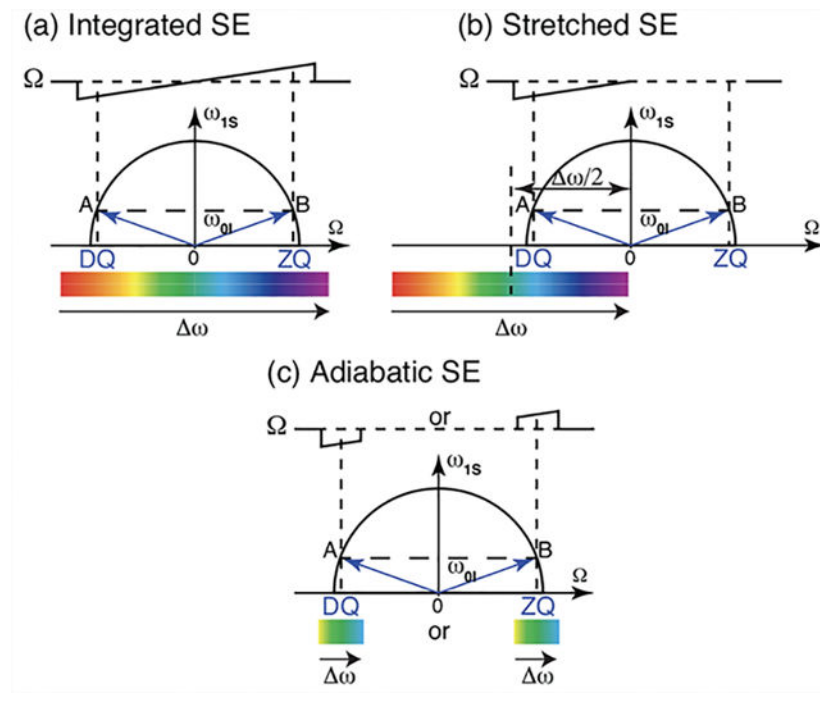 (a) Integrated SE
(b) Stretched SE
Ω
Ω
ω1S
ω1S
Δω/2
A
B
A
B
ω0I
ω0I
Ω
Ω
DQ
0
ZQ
DQ
0
ZQ
Δω
Δω
(c) Adiabatic SE
Ω
or
ω1S
A
B
ω0I
Ω
DQ
0
ZQ
or
Δω
Δω